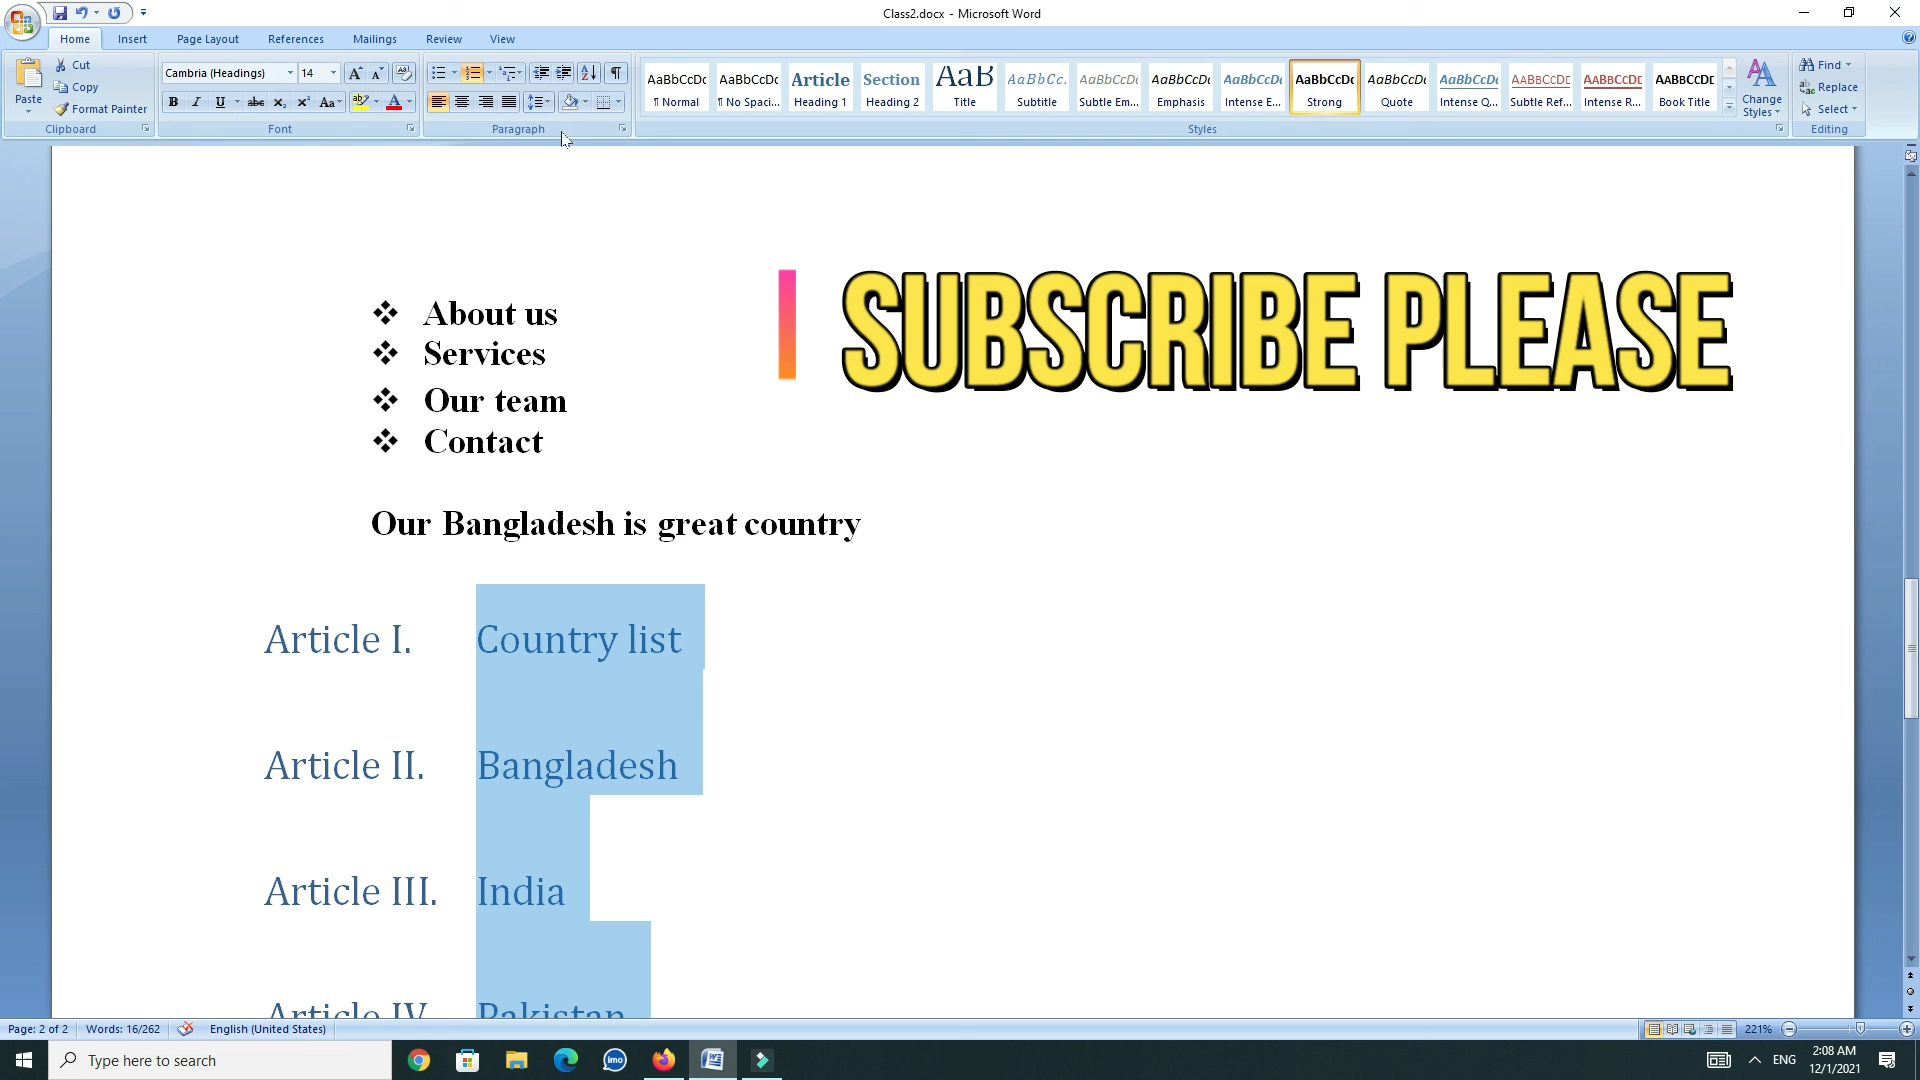 Class2.docx - Microsoft Word
Home Insert Page Layout References Mailings Review View
Paste
Cut
Copy
Format Painter
Clipboard
Cambria (Headings) 14
Font
Paragraph
AaBbCcDc AaBbCcDc Article Section AaB AaBbCc. AaBbCcDc AaBbCcDc AaBbCcDc AaBbCcDc AaBbCcDc AaBbCcDc AABBCCDE AABBCCDE AABBCCDE
¶ Normal ¶ No Spaci... Heading 1 Heading 2 Title Subtitle Subtle Em... Emphasis Intense E... Strong Quote Intense Q... Subtle Ref... Intense R... Book Title
Change Styles
Styles
Find
Replace
Select
Editing
SUBSCRIBE PLEASE
❖ About us
❖ Services
❖ Our team
❖ Contact
Our Bangladesh is great country
Article I. Country list
Article II. Bangladesh
Article III. India
Article IV. Pakistan
Page: 2 of 2 Words: 16/262 English (United States) 221%
Type here to search
imo
ENG
2:08 AM
12/1/2021